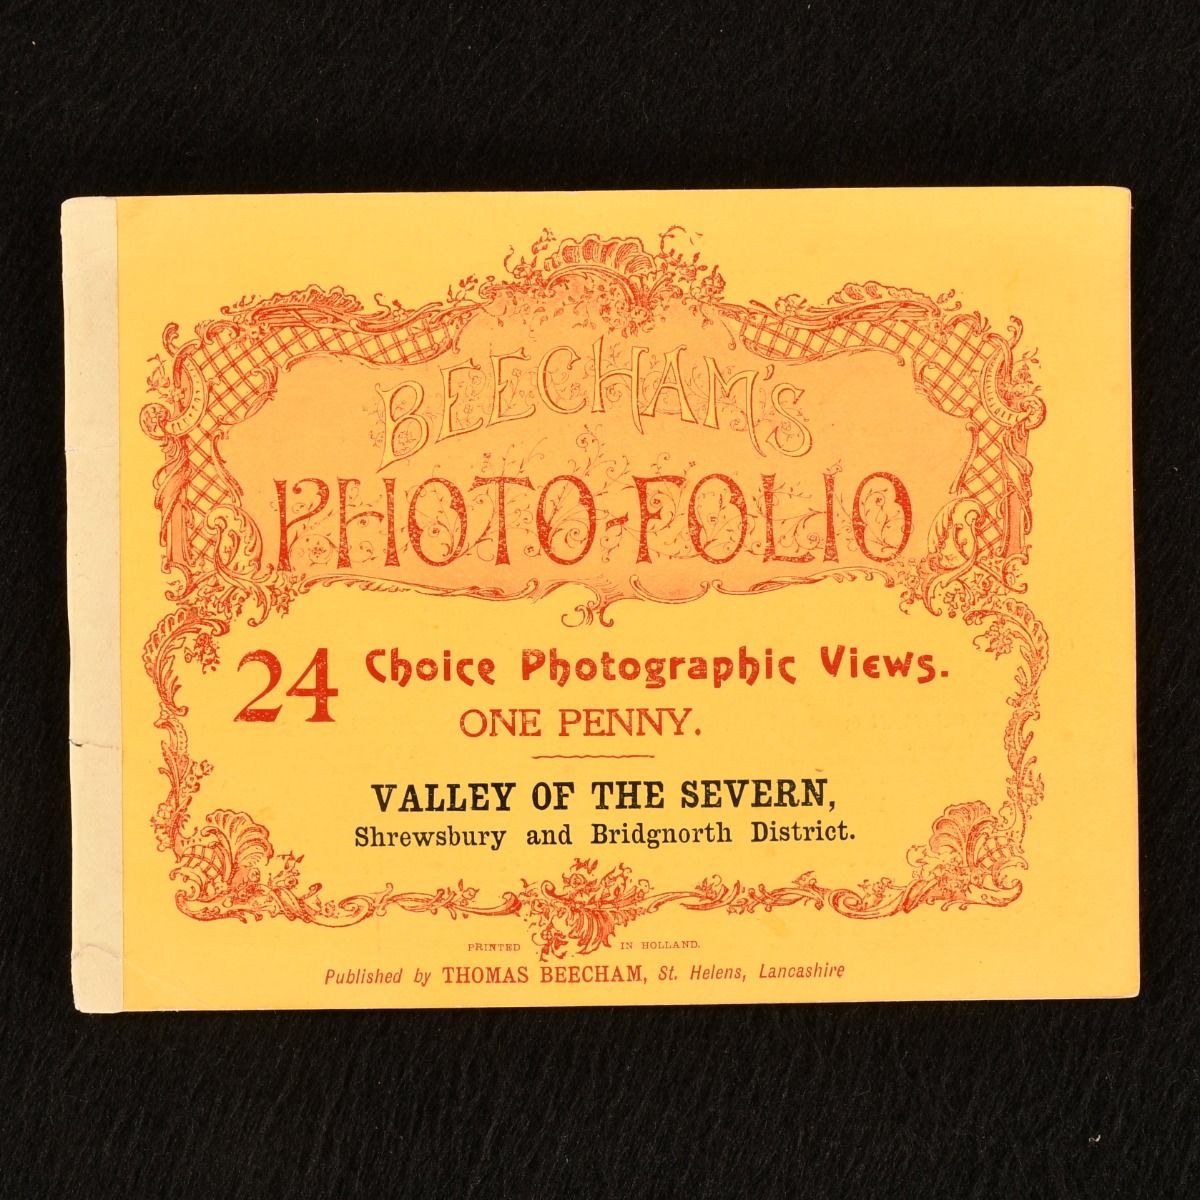 BEECHAM'S
PHOTO-FOLIO
24 Choice Photographic Views.
ONE PENNY.
VALLEY OF THE SEVERN,
Shrewsbury and Bridgnorth District.
PRINTED IN HOLLAND.
Published by THOMAS BEECHAM, St. Helens, Lancashire